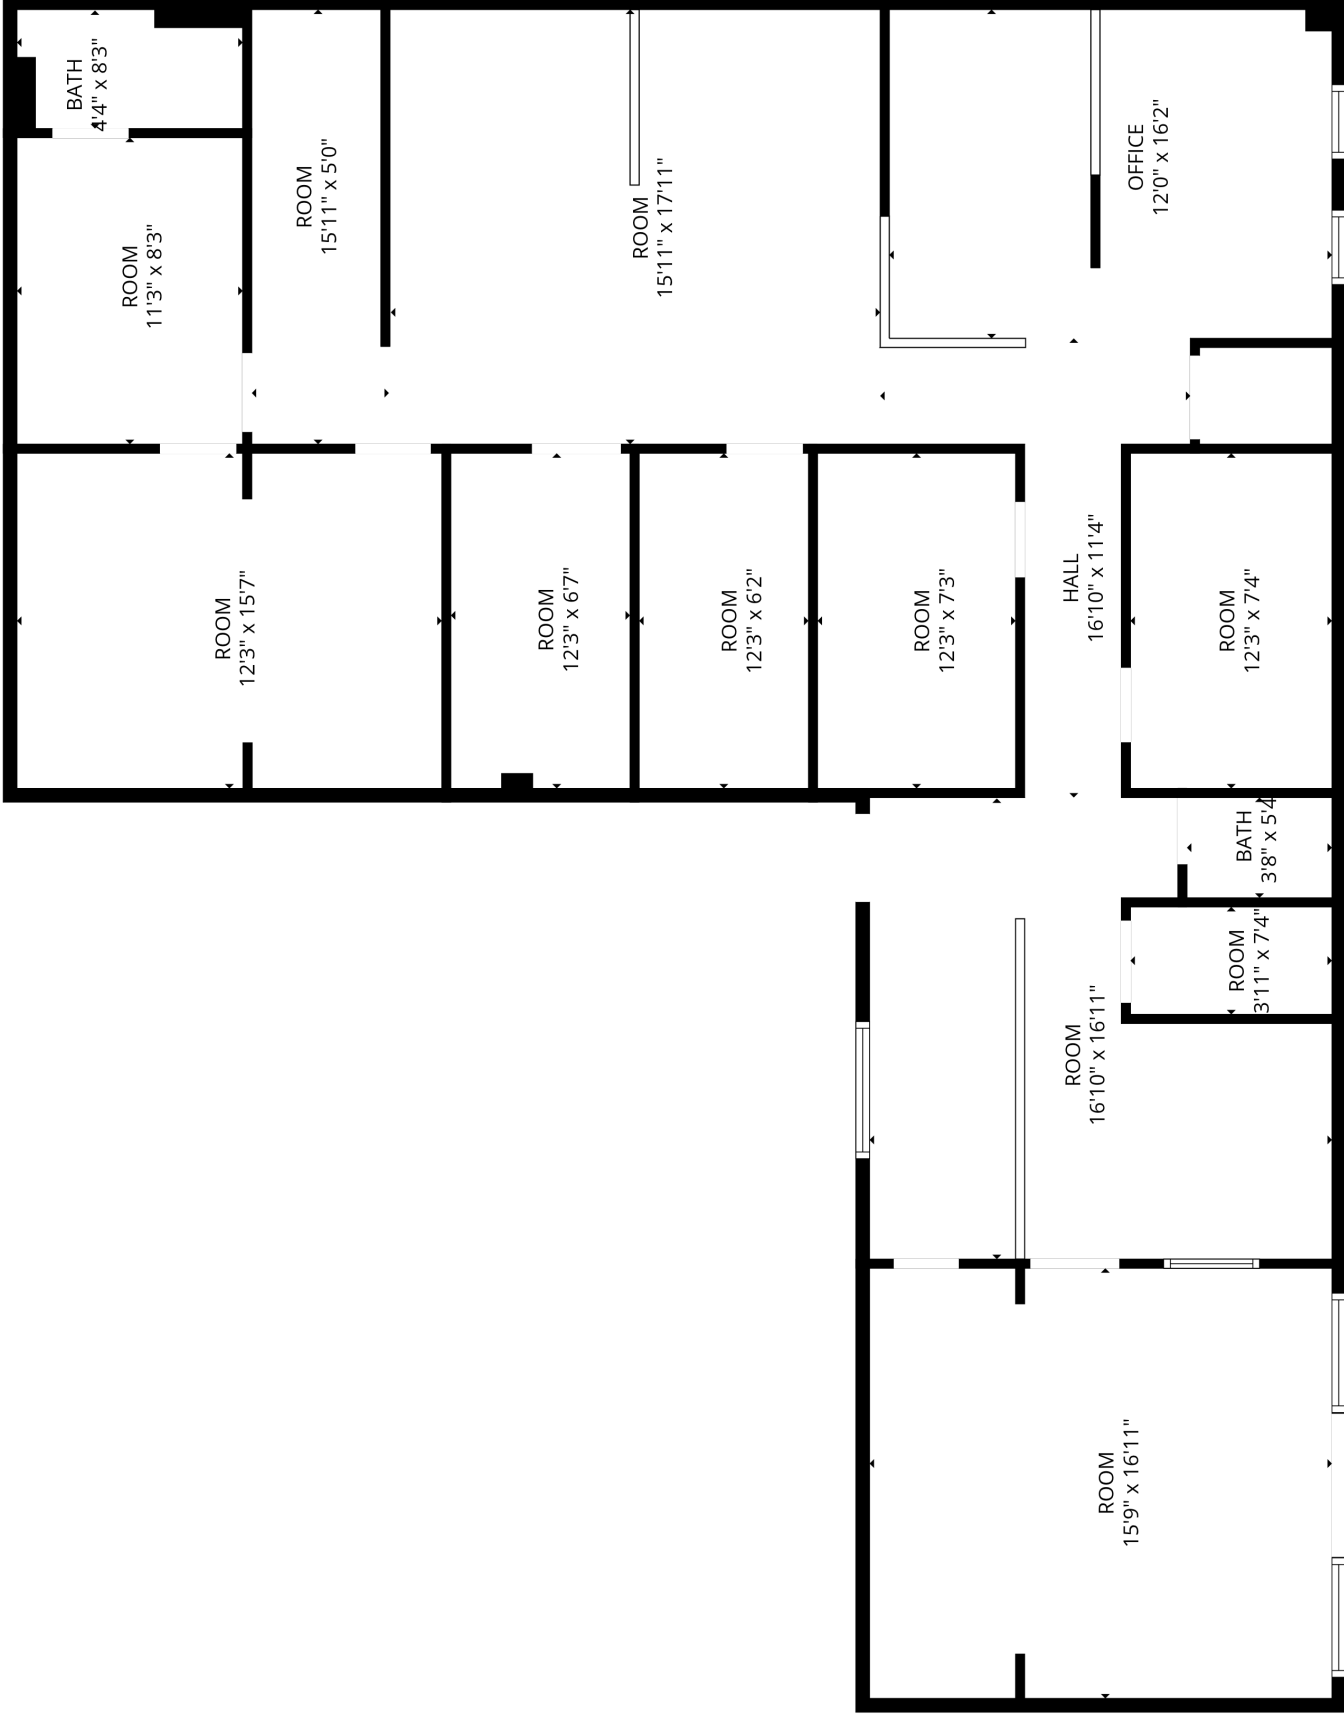 BATH
4'4" x 8'3"
ROOM
11'3" x 8'3"
ROOM
15'11" x 5'0"
ROOM
15'11" x 17'11"
OFFICE
12'0" x 16'2"
ROOM
12'3" x 15'7"
ROOM
12'3" x 6'7"
ROOM
12'3" x 6'2"
ROOM
12'3" x 7'3"
HALL
16'10" x 11'4"
ROOM
12'3" x 7'4"
BATH
3'8" x 5'4
ROOM
3'11" x 7'4"
ROOM
16'10" x 16'11"
ROOM
15'9" x 16'11"